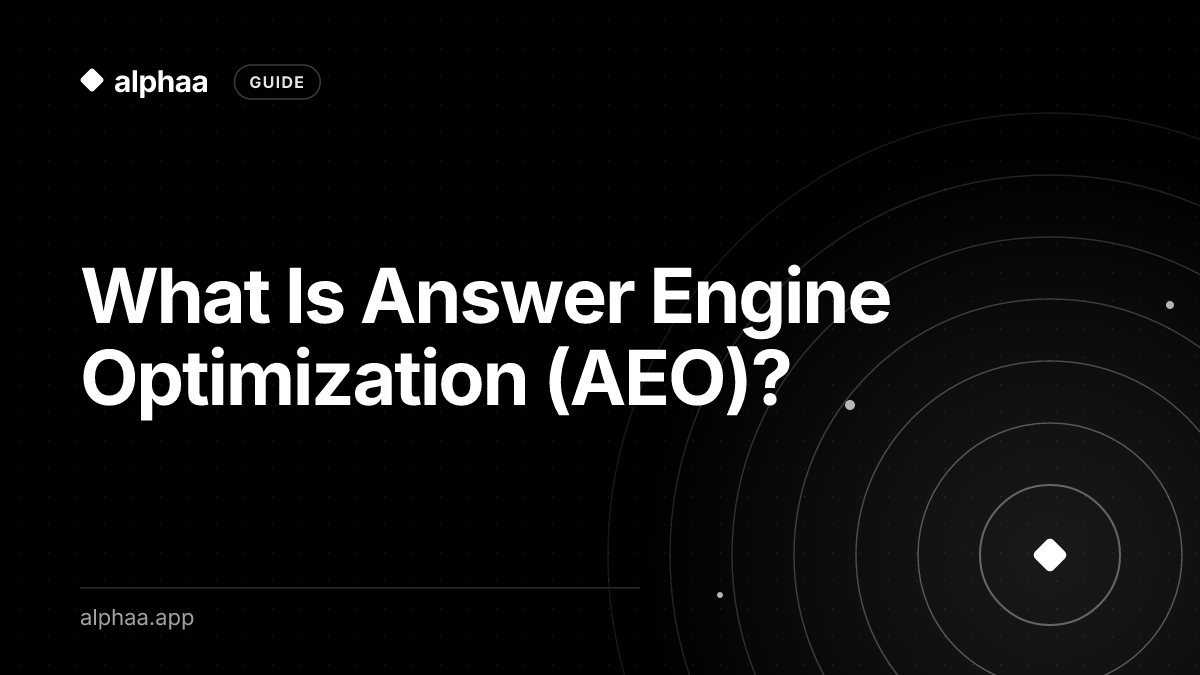 alphaa
GUIDE
What Is Answer Engine
Optimization (AEO)?
alphaa.app